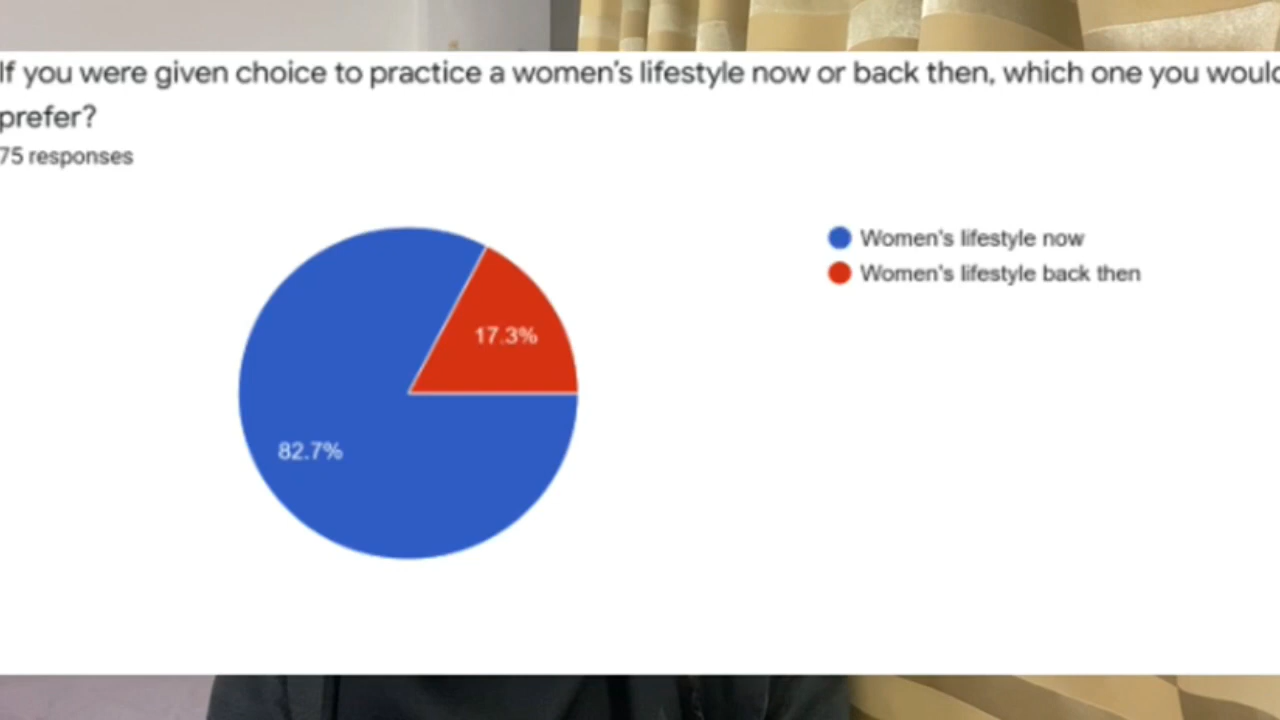 If you were given choice to practice a women's lifestyle now or back then, which one you would
prefer?
75 responses
Women's lifestyle now
Women's lifestyle back then
17.3%
82.7%